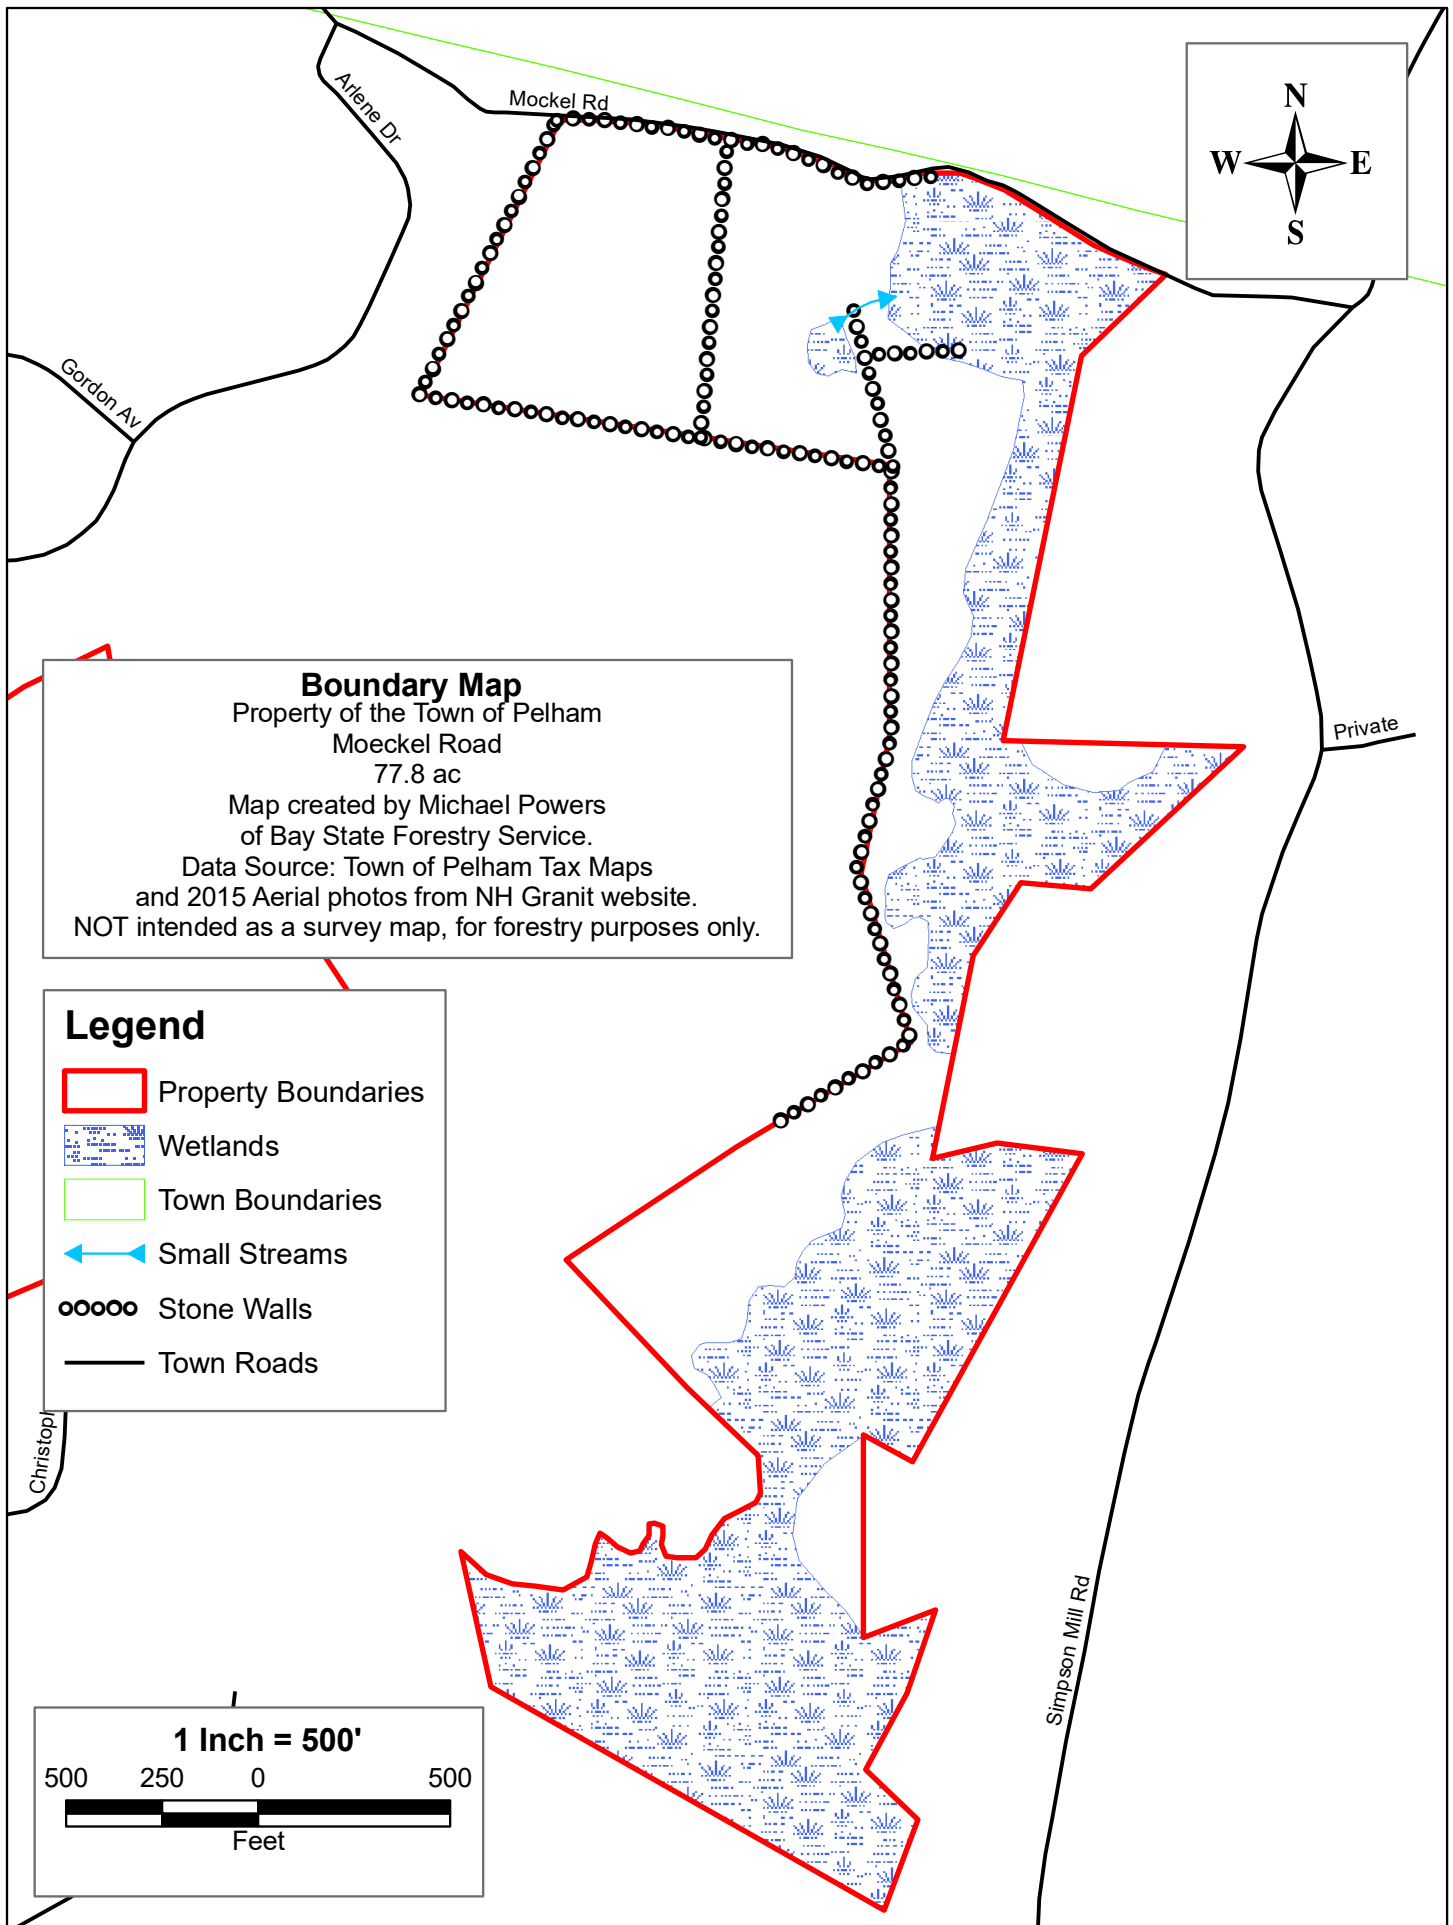 Mockel Rd
Arlene Dr
N
W E
S
Gordon Av
Boundary Map
Property of the Town of Pelham
Moeckel Road
77.8 ac
Map created by Michael Powers
of Bay State Forestry Service.
Data Source: Town of Pelham Tax Maps
and 2015 Aerial photos from NH Granit website.
NOT intended as a survey map, for forestry purposes only.
Private
Legend
Property Boundaries
Wetlands
Town Boundaries
Small Streams
Stone Walls
Town Roads
Christoph
Simpson Mill Rd
1 Inch = 500'
500 250 0 500
Feet